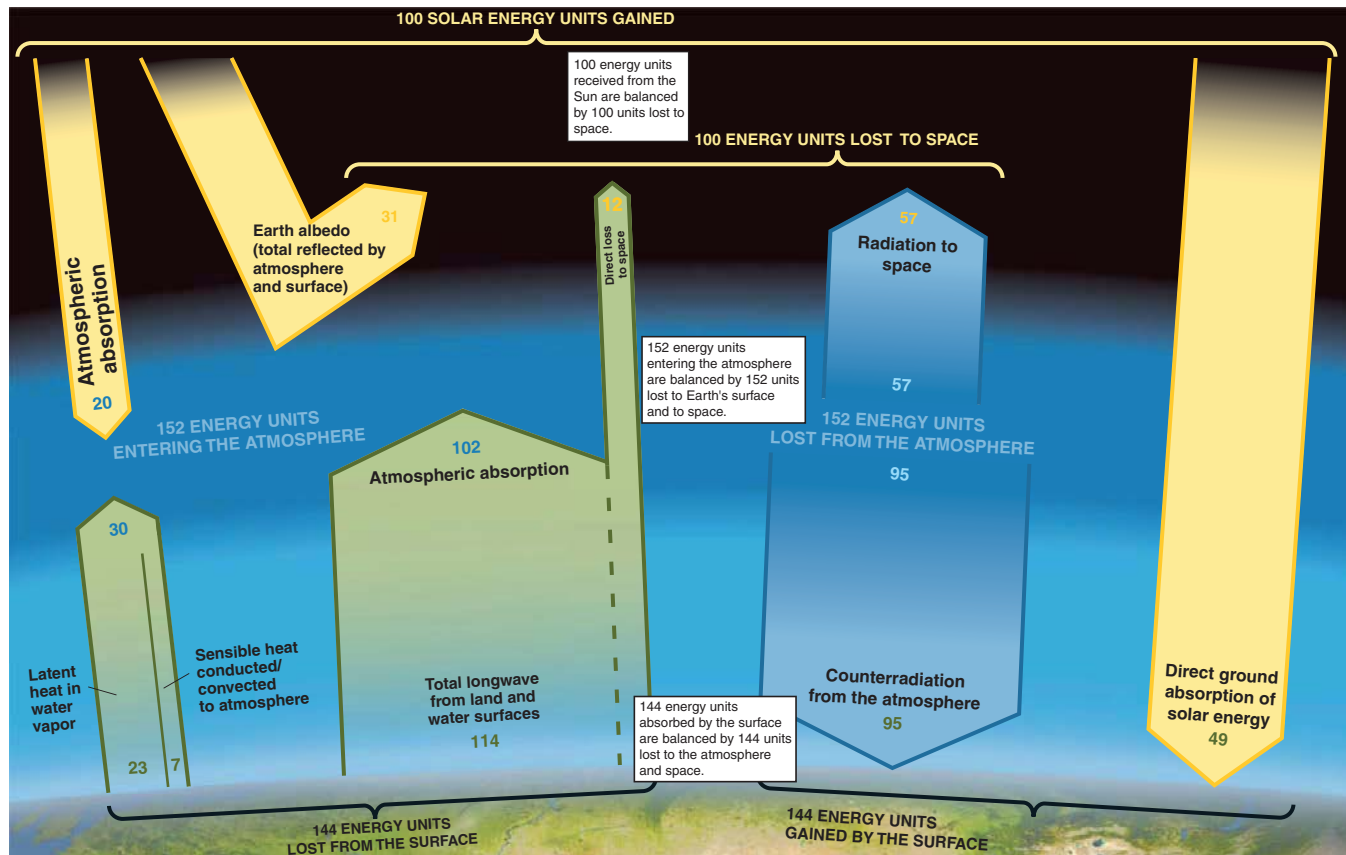 100 SOLAR ENERGY UNITS GAINED
100 energy units
received from the
Sun are balanced
by 100 units lost to
space.
100 ENERGY UNITS LOST TO SPACE
Atmospheric
absorption
20
Earth albedo
(total reflected by
atmosphere
and surface)
31
12
Direct loss
to space
57
Radiation to
space
57
152 energy units
entering the atmosphere
are balanced by 152 units
lost to Earth's surface
and to space.
152 ENERGY UNITS
ENTERING THE ATMOSPHERE
152 ENERGY UNITS
LOST FROM THE ATMOSPHERE
102
Atmospheric absorption
95
30
Latent
heat in
water
vapor
Sensible heat
conducted/
convected
to atmosphere
23
7
Total longwave
from land and
water surfaces
114
144 energy units
absorbed by the surface
are balanced by 144 units
lost to the atmosphere
and space.
Counterradiation
from the atmosphere
95
Direct ground
absorption of
solar energy
49
144 ENERGY UNITS
LOST FROM THE SURFACE
144 ENERGY UNITS
GAINED BY THE SURFACE